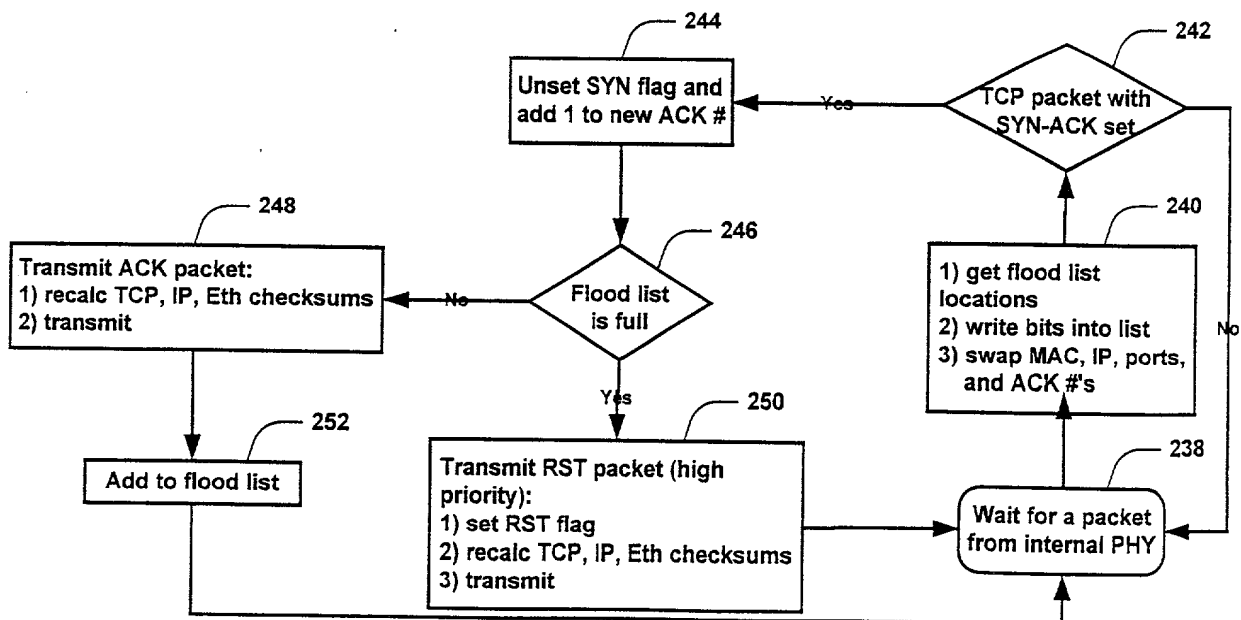 244
Unset SYN flag and
add 1 to new ACK #
Yes
242
TCP packet with
SYN-ACK set
No
248
Transmit ACK packet:
1) recalc TCP, IP, Eth checksums
2) transmit
No
246
Flood list
is full
Yes
240
1) get flood list
locations
2) write bits into list
3) swap MAC, IP, ports,
and ACK #'s
252
Add to flood list
250
Transmit RST packet (high
priority):
1) set RST flag
2) recalc TCP, IP, Eth checksums
3) transmit
238
Wait for a packet
from internal PHY